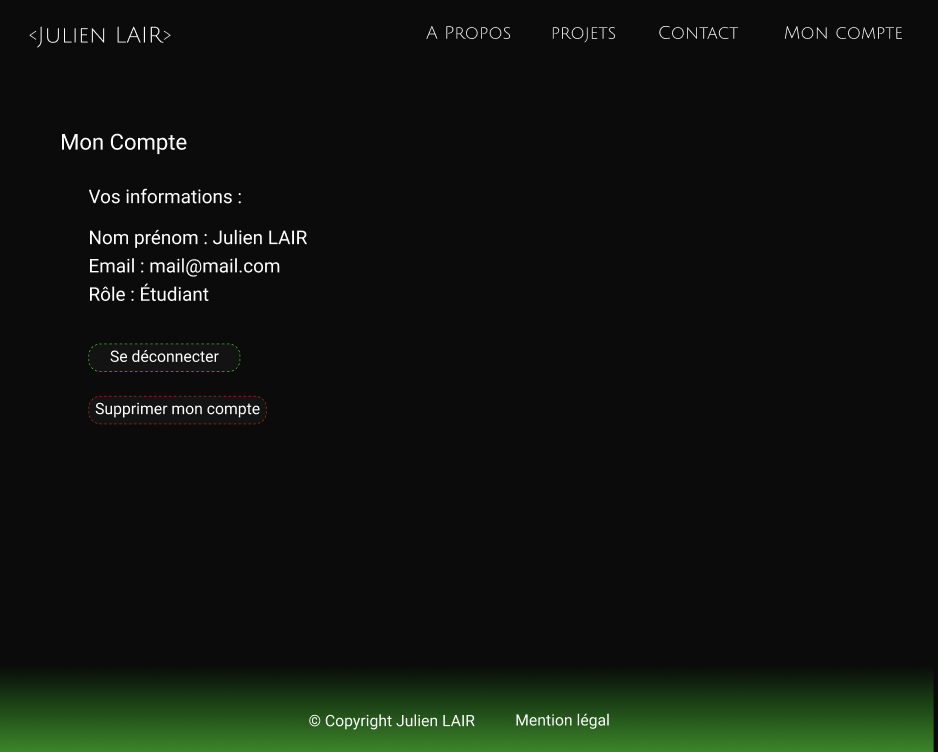 <JULIEN LAIR>
A PROPOS PROJETS CONTACT MON COMPTE
Mon Compte
Vos informations :
Nom prénom : Julien LAIR
Email : mail@mail.com
Rôle : Étudiant
Se déconnecter
Supprimer mon compte
© Copyright Julien LAIR Mention légal